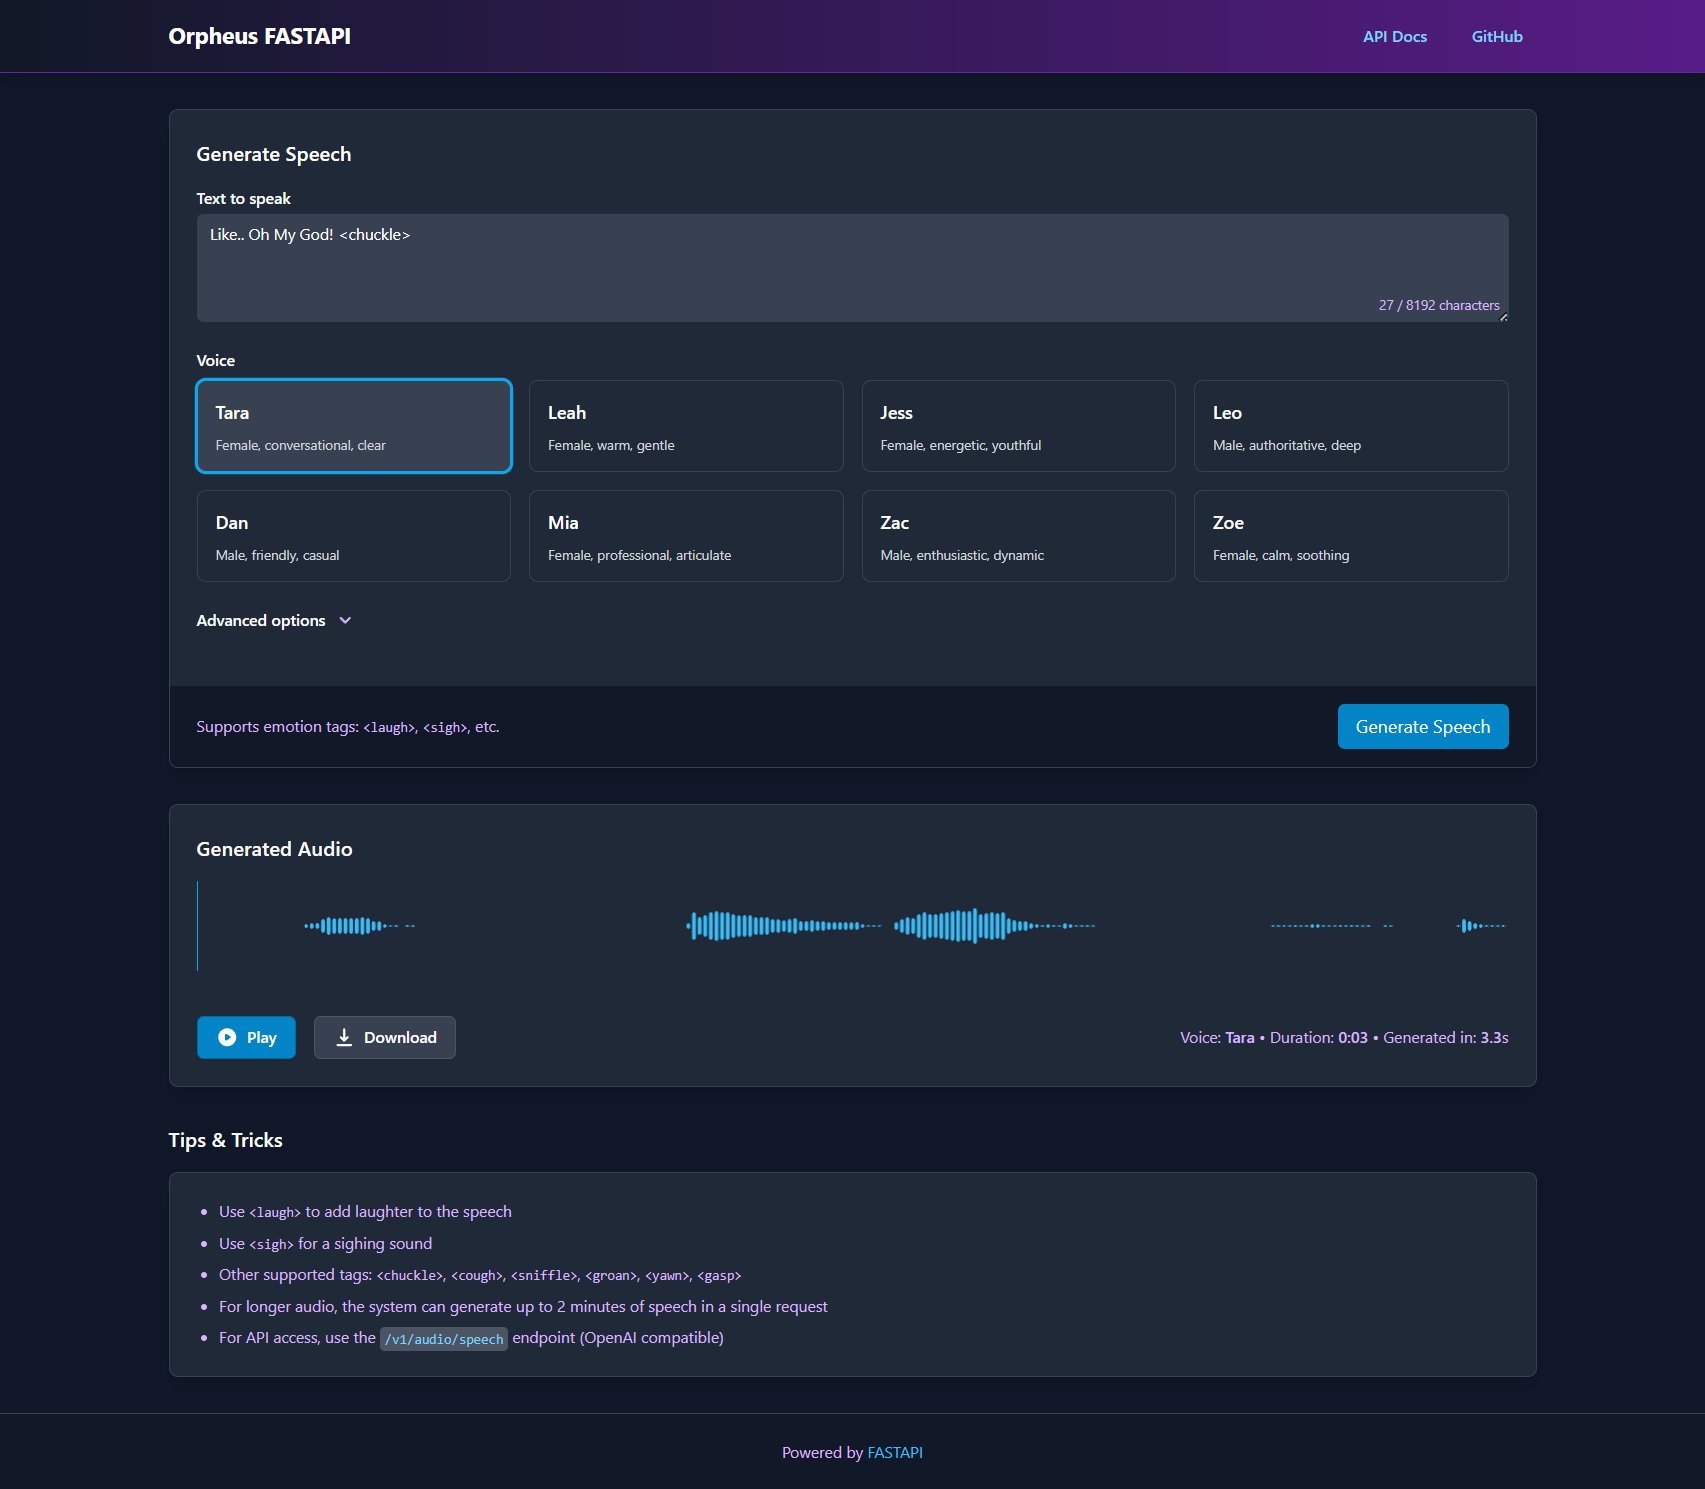 Orpheus FASTAPI
API Docs
GitHub
Generate Speech
Text to speak
Like.. Oh My God! <chuckle>
27 / 8192 characters
Voice
Tara
Female, conversational, clear
Leah
Female, warm, gentle
Jess
Female, energetic, youthful
Leo
Male, authoritative, deep
Dan
Male, friendly, casual
Mia
Female, professional, articulate
Zac
Male, enthusiastic, dynamic
Zoe
Female, calm, soothing
Advanced options
Supports emotion tags: <laugh>, <sigh>, etc.
Generate Speech
Generated Audio
Play
Download
Voice: Tara • Duration: 0:03 • Generated in: 3.3s
Tips & Tricks
• Use <laugh> to add laughter to the speech
• Use <sigh> for a sighing sound
• Other supported tags: <chuckle>, <cough>, <sniffle>, <groan>, <yawn>, <gasp>
• For longer audio, the system can generate up to 2 minutes of speech in a single request
• For API access, use the /v1/audio/speech endpoint (OpenAI compatible)
Powered by FASTAPI